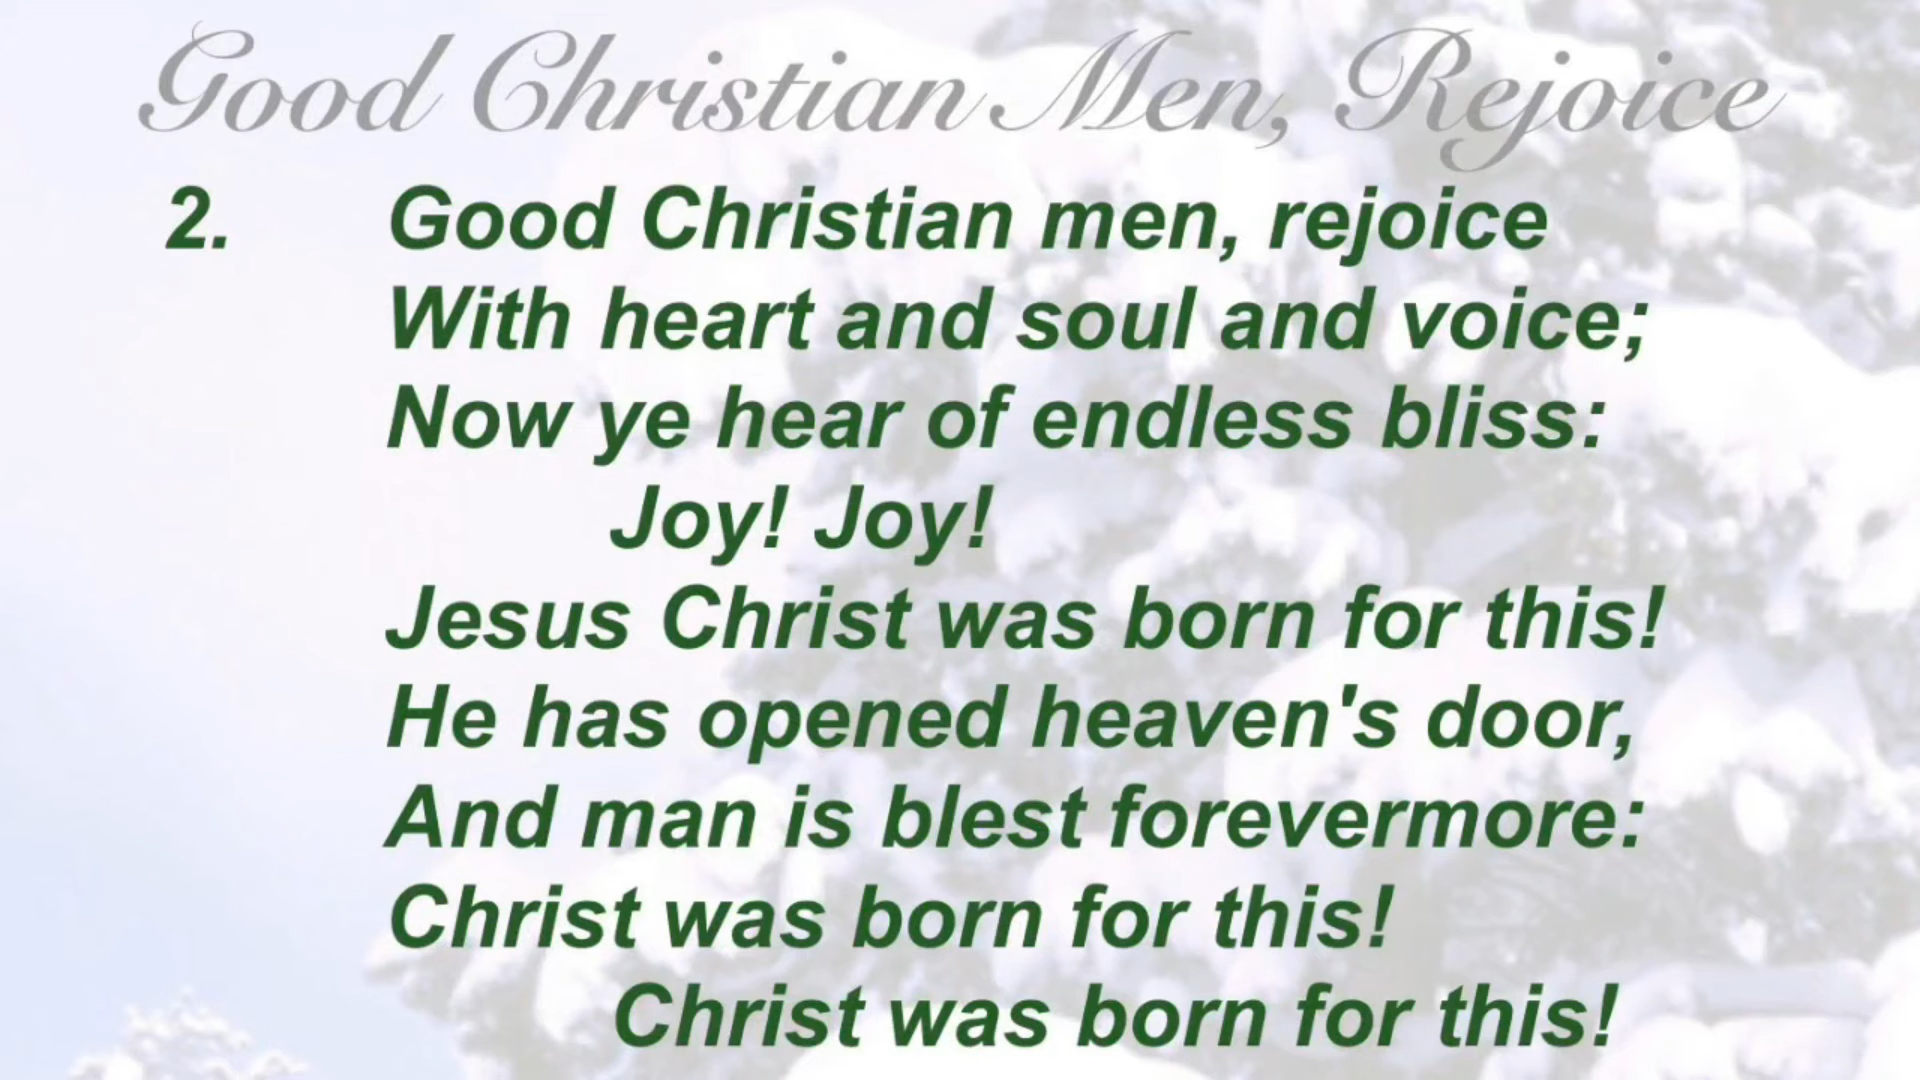 Good Christian Men, Rejoice
2. Good Christian men, rejoice
With heart and soul and voice;
Now ye hear of endless bliss:
Joy! Joy!
Jesus Christ was born for this!
He has opened heaven's door,
And man is blest forevermore:
Christ was born for this!
Christ was born for this!